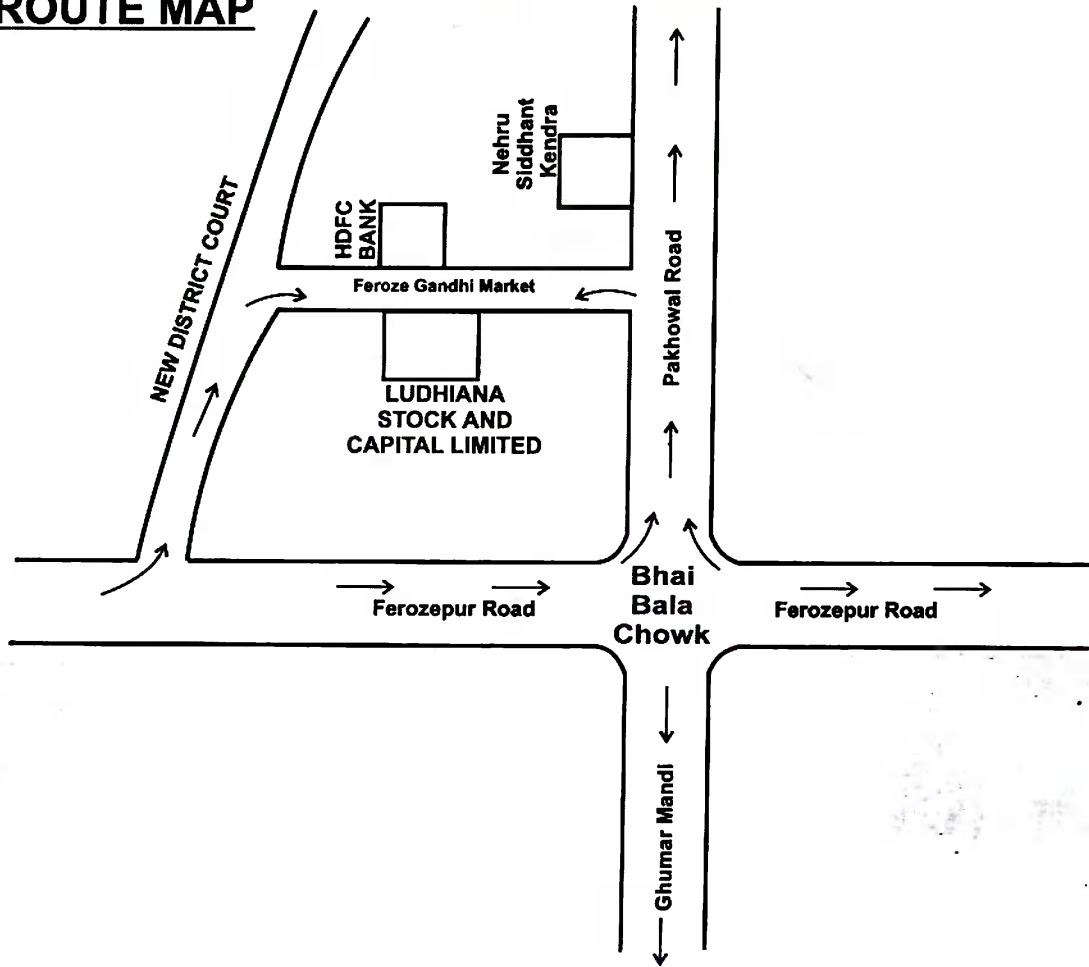 ROUTE MAP
Nehru
Siddhant
Kendra
HDFC
BANK
NEW DISTRICT COURT
Feroze Gandhi Market
Pakhowal Road
LUDHIANA
STOCK AND
CAPITAL LIMITED
Bhai
Bala
Chowk
Ferozepur Road
Ferozepur Road
Ghumar Mandi